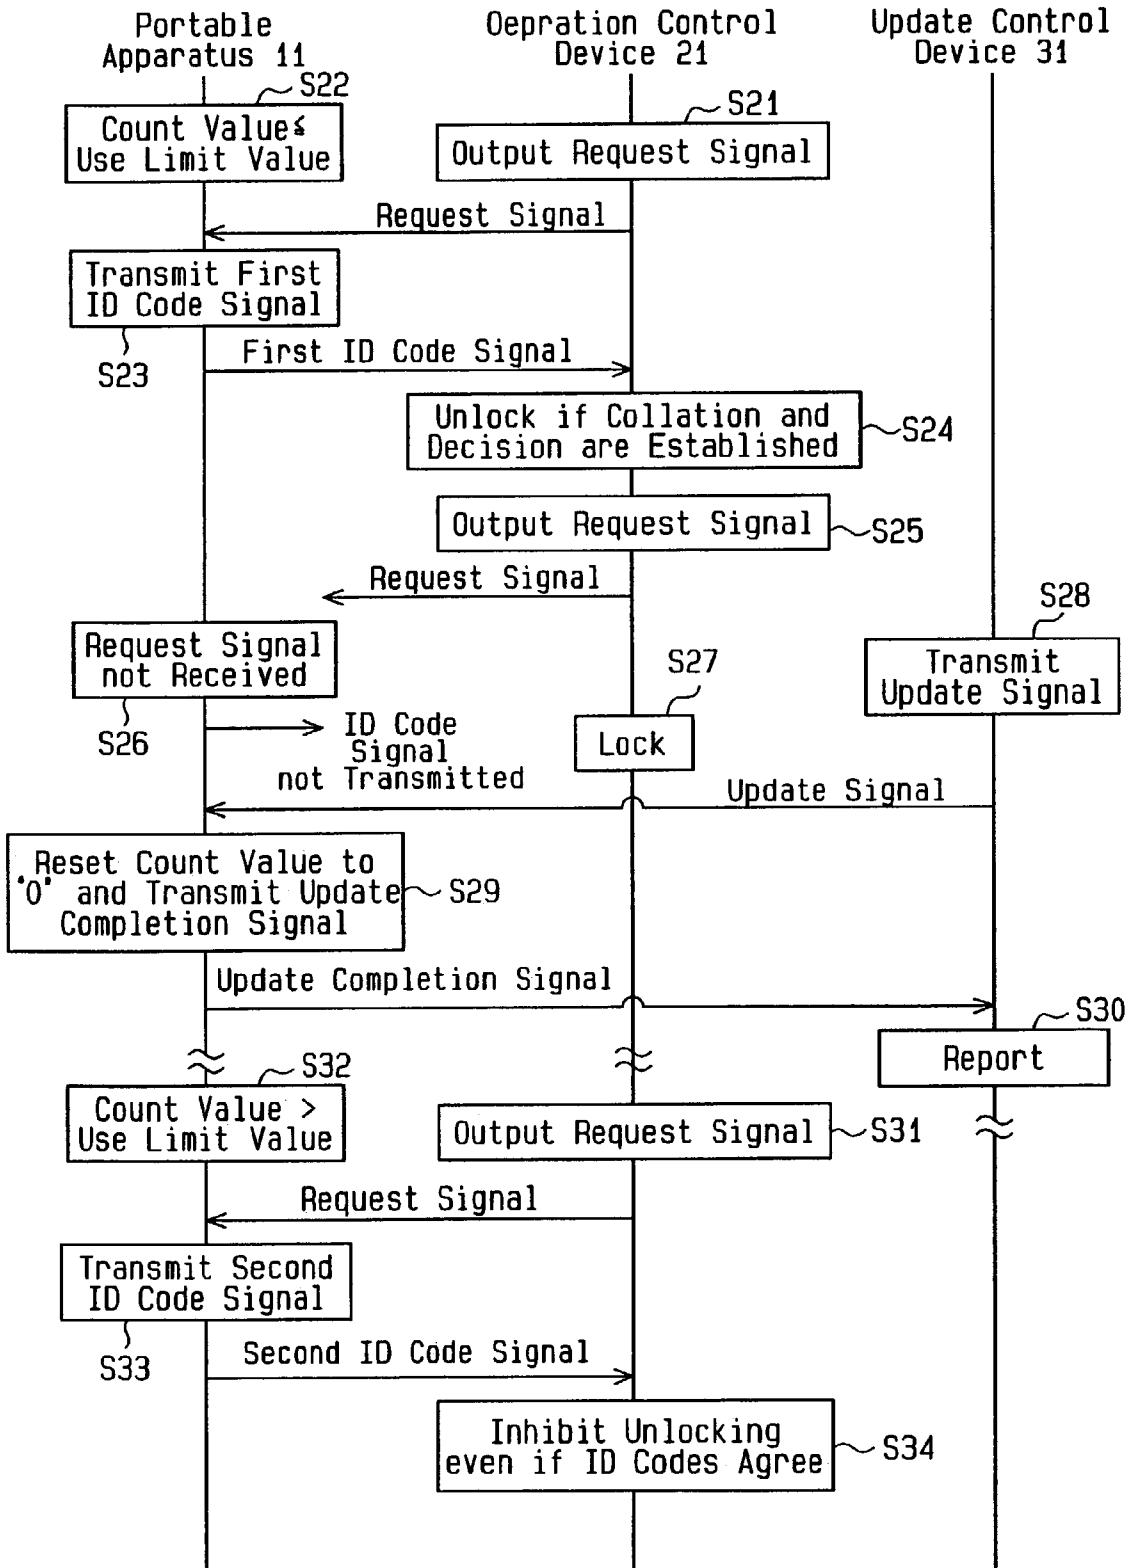 Portable
Apparatus 11
Oepration Control
Device 21
Update Control
Device 31
S22
Count Value≤
Use Limit Value
S21
Output Request Signal
Request Signal
Transmit First
ID Code Signal
S23
First ID Code Signal
Unlock if Collation and
Decision are Established
S24
Output Request Signal
S25
Request Signal
S28
Request Signal
not Received
S26
S27
Transmit
Update Signal
ID Code
Signal
not Transmitted
Lock
Update Signal
Reset Count Value to
"0" and Transmit Update
Completion Signal
S29
Update Completion Signal
S30
Report
S32
Count Value >
Use Limit Value
Output Request Signal
S31
Request Signal
Transmit Second
ID Code Signal
S33
Second ID Code Signal
Inhibit Unlocking
even if ID Codes Agree
S34